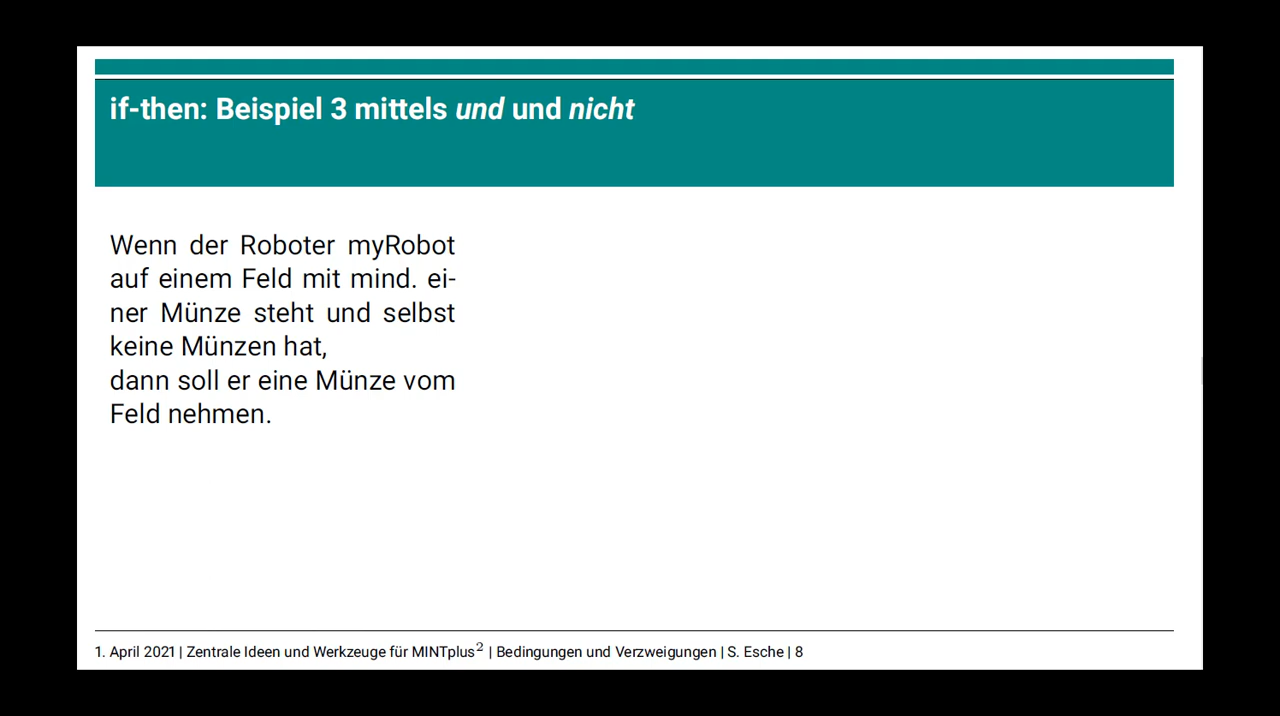 if-then: Beispiel 3 mittels und und nicht
Wenn der Roboter myRobot
auf einem Feld mit mind. ei-
ner Münze steht und selbst
keine Münzen hat,
dann soll er eine Münze vom
Feld nehmen.
1. April 2021 | Zentrale Ideen und Werkzeuge für MINTplus² | Bedingungen und Verzweigungen | S. Esche | 8